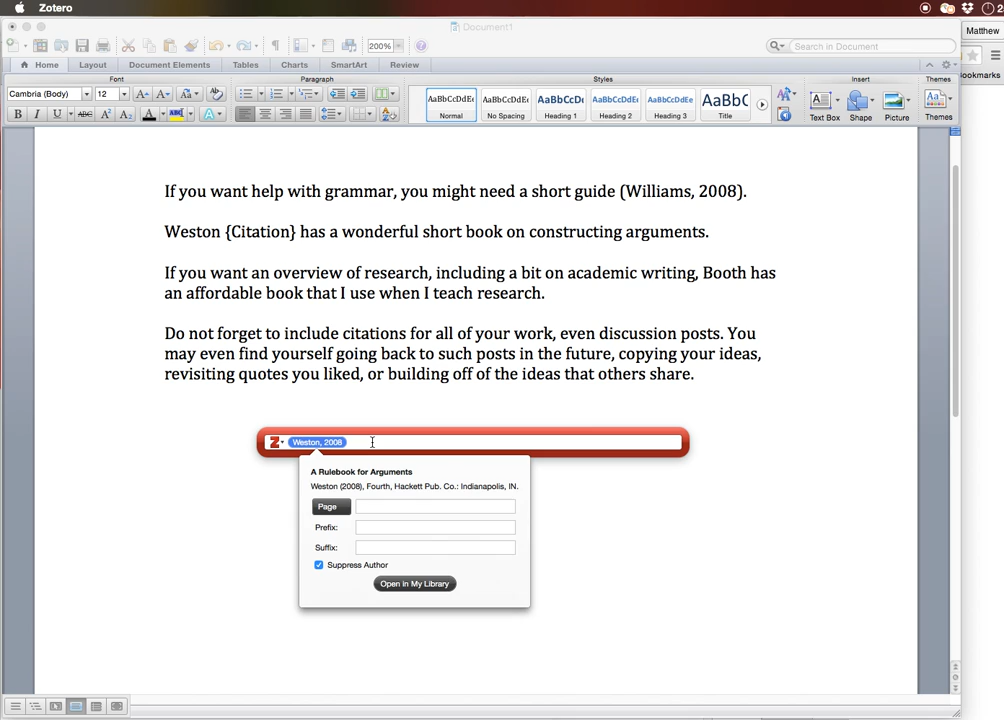 Zotero
2
Document1
Matthew
200%
Search in Document
ookmarks
Home Layout Document Elements Tables Charts SmartArt Review
Font Paragraph Styles Insert Themes
Cambria (Body) 12
AaBbCcDdEe AaBbCcDdEe AaBbCcDc AaBbCcDdEe AaBbCcDdEe AaBbC
Normal No Spacing Heading 1 Heading 2 Heading 3 Title
Text Box Shape Picture Themes
If you want help with grammar, you might need a short guide (Williams, 2008).
Weston {Citation} has a wonderful short book on constructing arguments.
If you want an overview of research, including a bit on academic writing, Booth has
an affordable book that I use when I teach research.
Do not forget to include citations for all of your work, even discussion posts. You
may even find yourself going back to such posts in the future, copying your ideas,
revisiting quotes you liked, or building off of the ideas that others share.
Z Weston, 2008
A Rulebook for Arguments
Weston (2008), Fourth, Hackett Pub. Co.: Indianapolis, IN.
Page
Prefix:
Suffix:
Suppress Author
Open in My Library